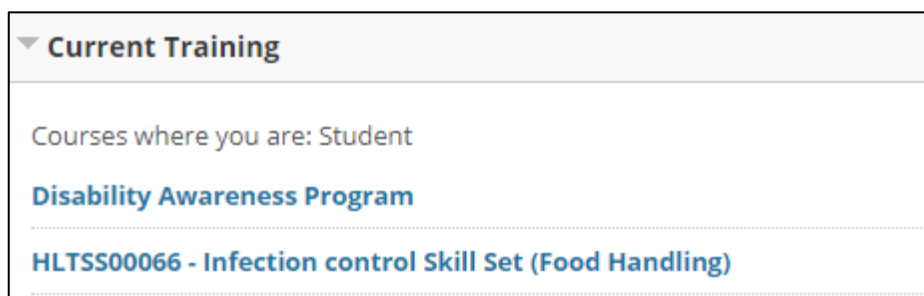 Current Training
Courses where you are: Student
Disability Awareness Program
HLTSS00066 - Infection control Skill Set (Food Handling)